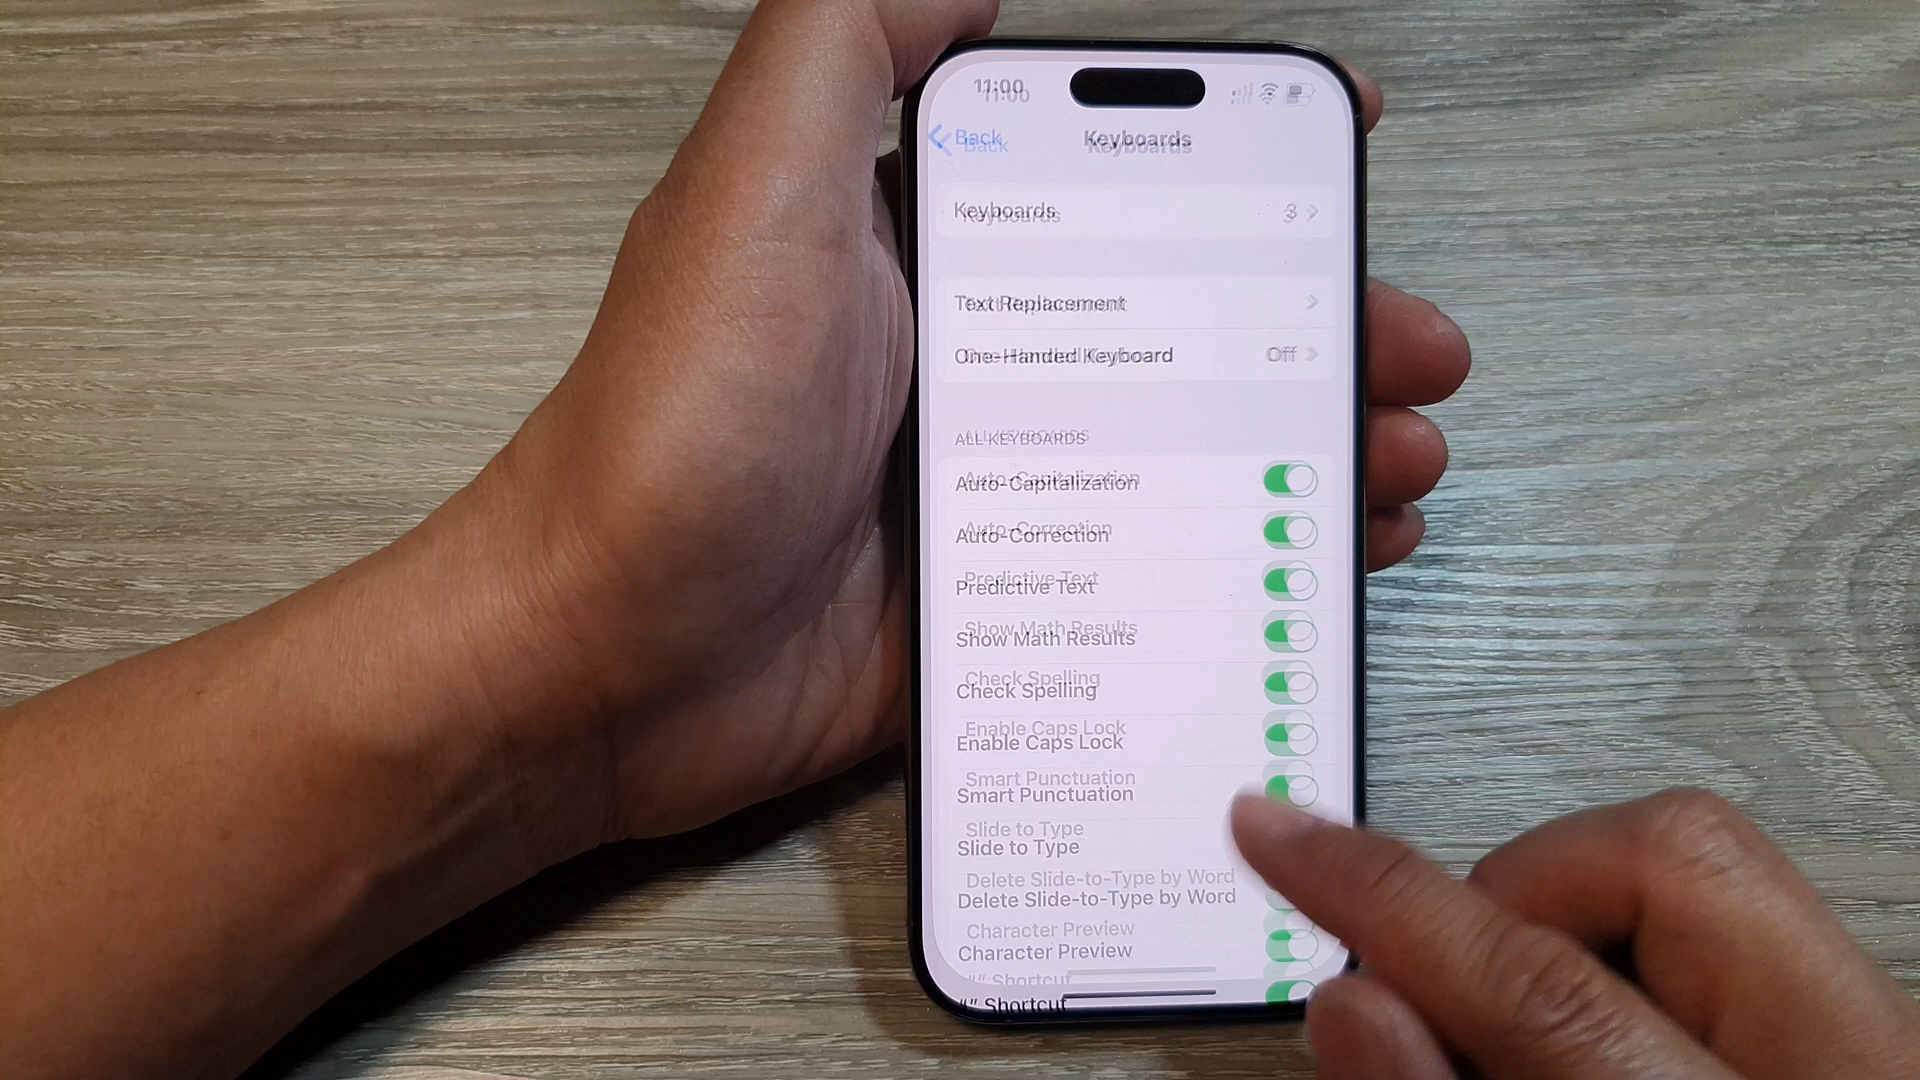 11:00
Back
Keyboards
Keyboards 3
Text Replacement
One-Handed Keyboard Off
ALL KEYBOARDS
Auto-Capitalization
Auto-Correction
Predictive Text
Show Math Results
Check Spelling
Enable Caps Lock
Smart Punctuation
Slide to Type
Delete Slide-to-Type by Word
Character Preview
“.” Shortcut